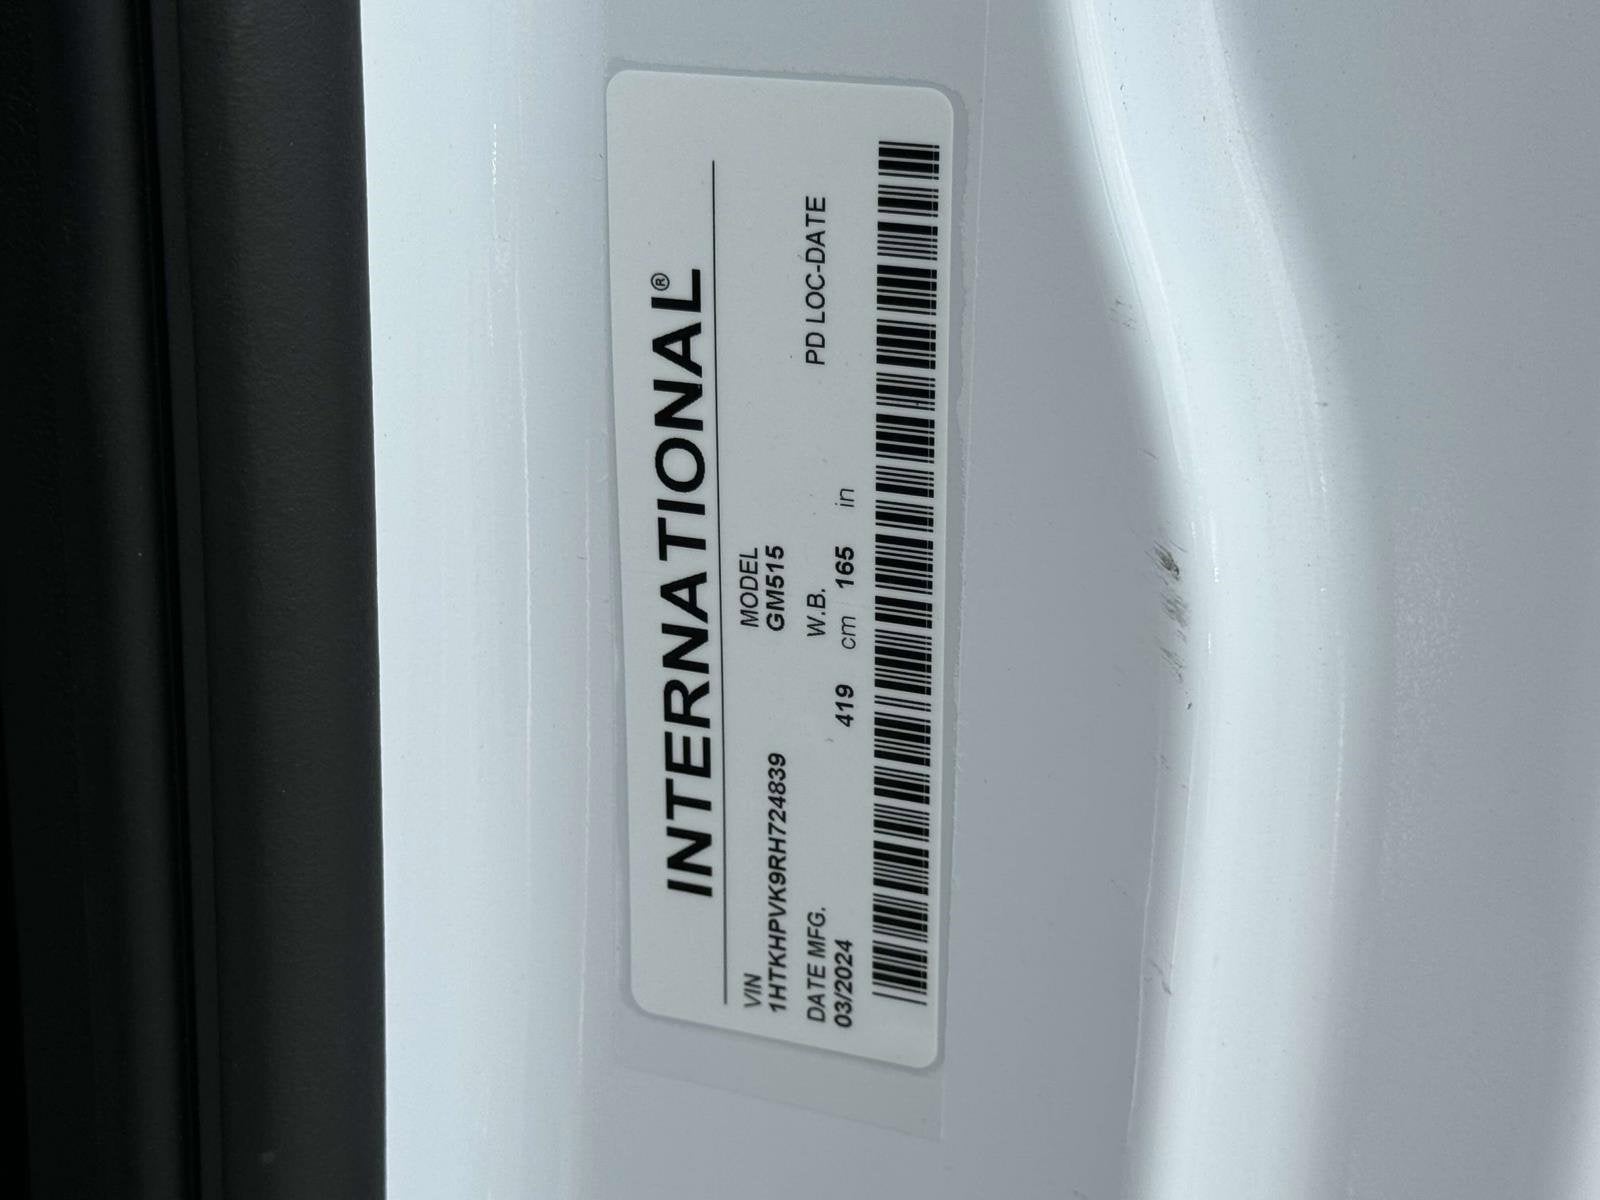 INTERNATIONAL®
VIN MODEL
1HTKHPVK9RH724839 GM515
DATE MFG. W.B. PD LOC-DATE
03/2024 419 cm 165 in